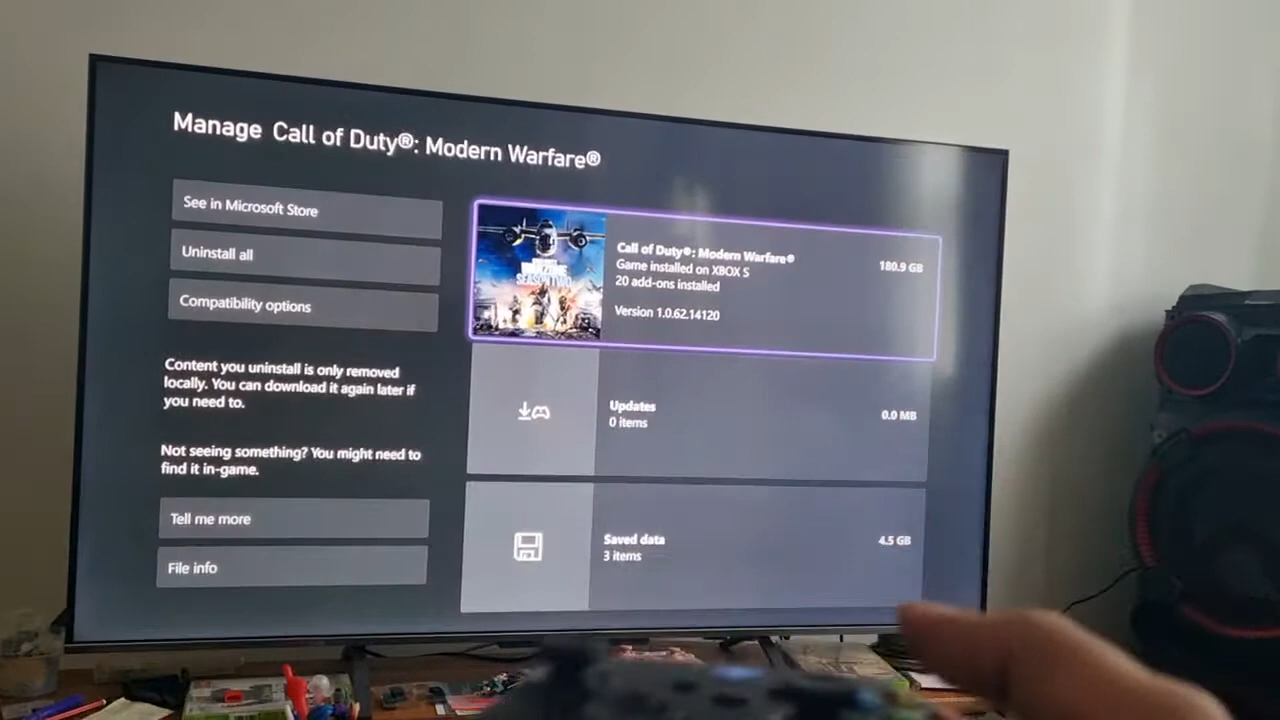 Manage Call of Duty®: Modern Warfare®
See in Microsoft Store
Uninstall all
Compatibility options
Content you uninstall is only removed
locally. You can download it again later if
you need to.
Not seeing something? You might need to
find it in-game.
Tell me more
File info
WARZONE
SEASON TWO
Call of Duty®: Modern Warfare®
Game installed on XBOX S
20 add-ons installed
Version 1.0.62.14120
180.9 GB
Updates
0 items
0.0 MB
Saved data
3 items
4.5 GB